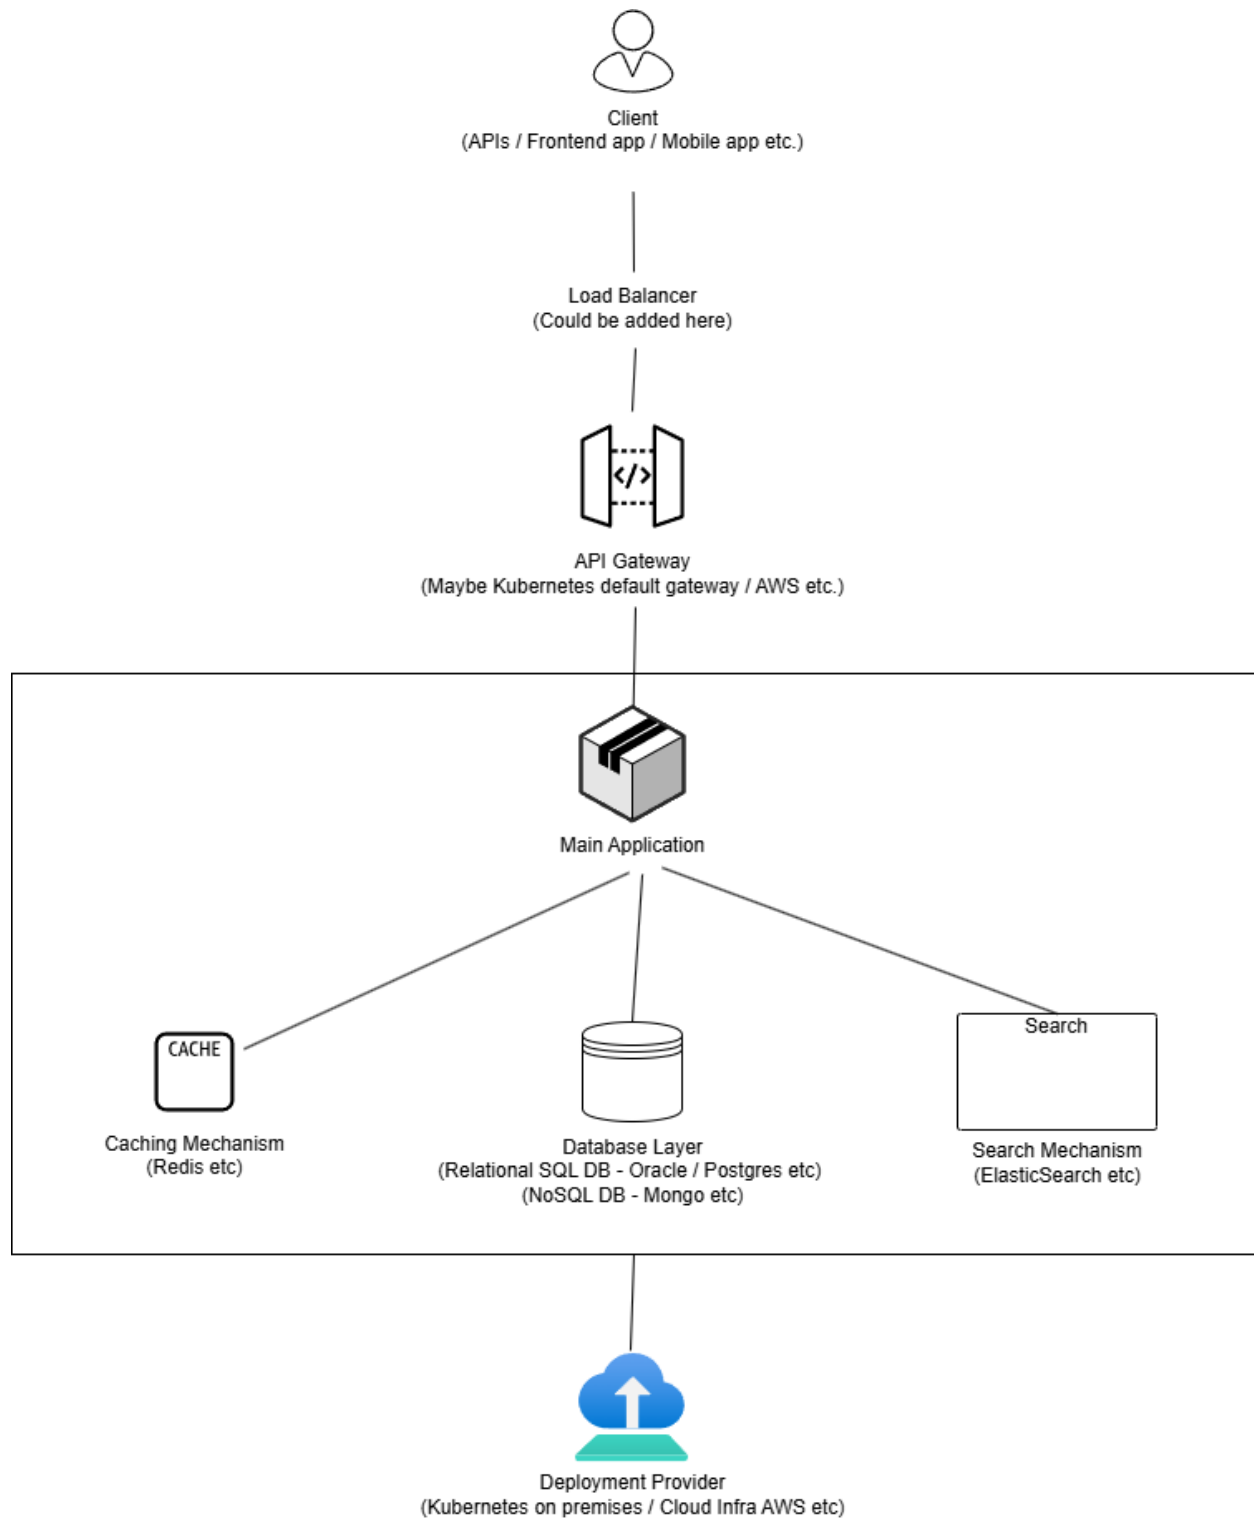 Client
(APIs / Frontend app / Mobile app etc.)
Load Balancer
(Could be added here)
</>
API Gateway
(Maybe Kubernetes default gateway / AWS etc.)
Main Application
CACHE
Caching Mechanism
(Redis etc)
Database Layer
(Relational SQL DB - Oracle / Postgres etc)
(NoSQL DB - Mongo etc)
Search
Search Mechanism
(ElasticSearch etc)
Deployment Provider
(Kubernetes on premises / Cloud Infra AWS etc)